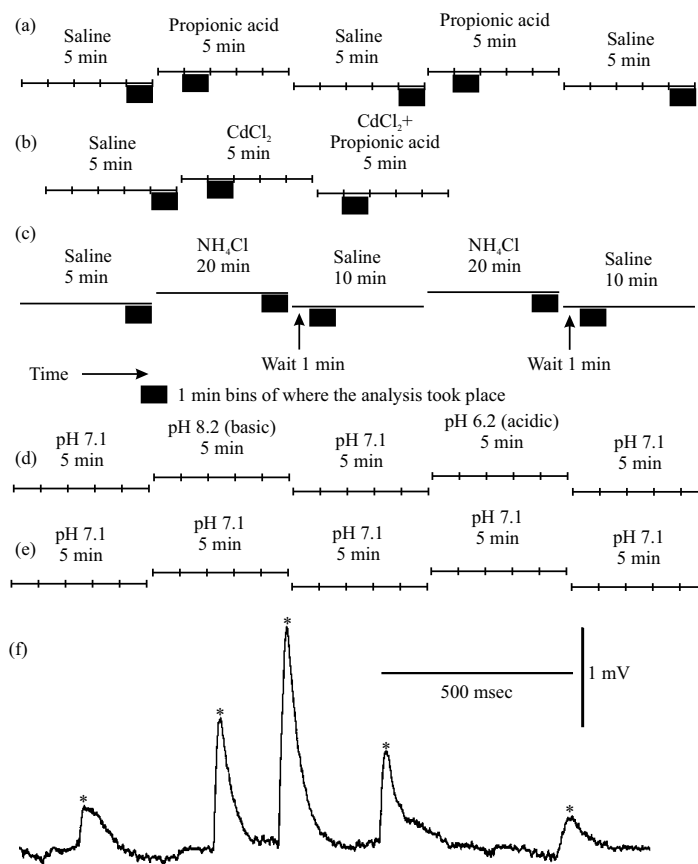 (a)
Saline
5 min
Propionic acid
5 min
Saline
5 min
Propionic acid
5 min
Saline
5 min
(b)
Saline
5 min
CdCl₂
5 min
CdCl₂+
Propionic acid
5 min
(c)
Saline
5 min
NH₄Cl
20 min
Saline
10 min
NH₄Cl
20 min
Saline
10 min
Wait 1 min
Wait 1 min
Time
1 min bins of where the analysis took place
(d)
pH 7.1
5 min
pH 8.2 (basic)
5 min
pH 7.1
5 min
pH 6.2 (acidic)
5 min
pH 7.1
5 min
(e)
pH 7.1
5 min
pH 7.1
5 min
pH 7.1
5 min
pH 7.1
5 min
pH 7.1
5 min
(f)
*
*
*
*
*
500 msec
1 mV